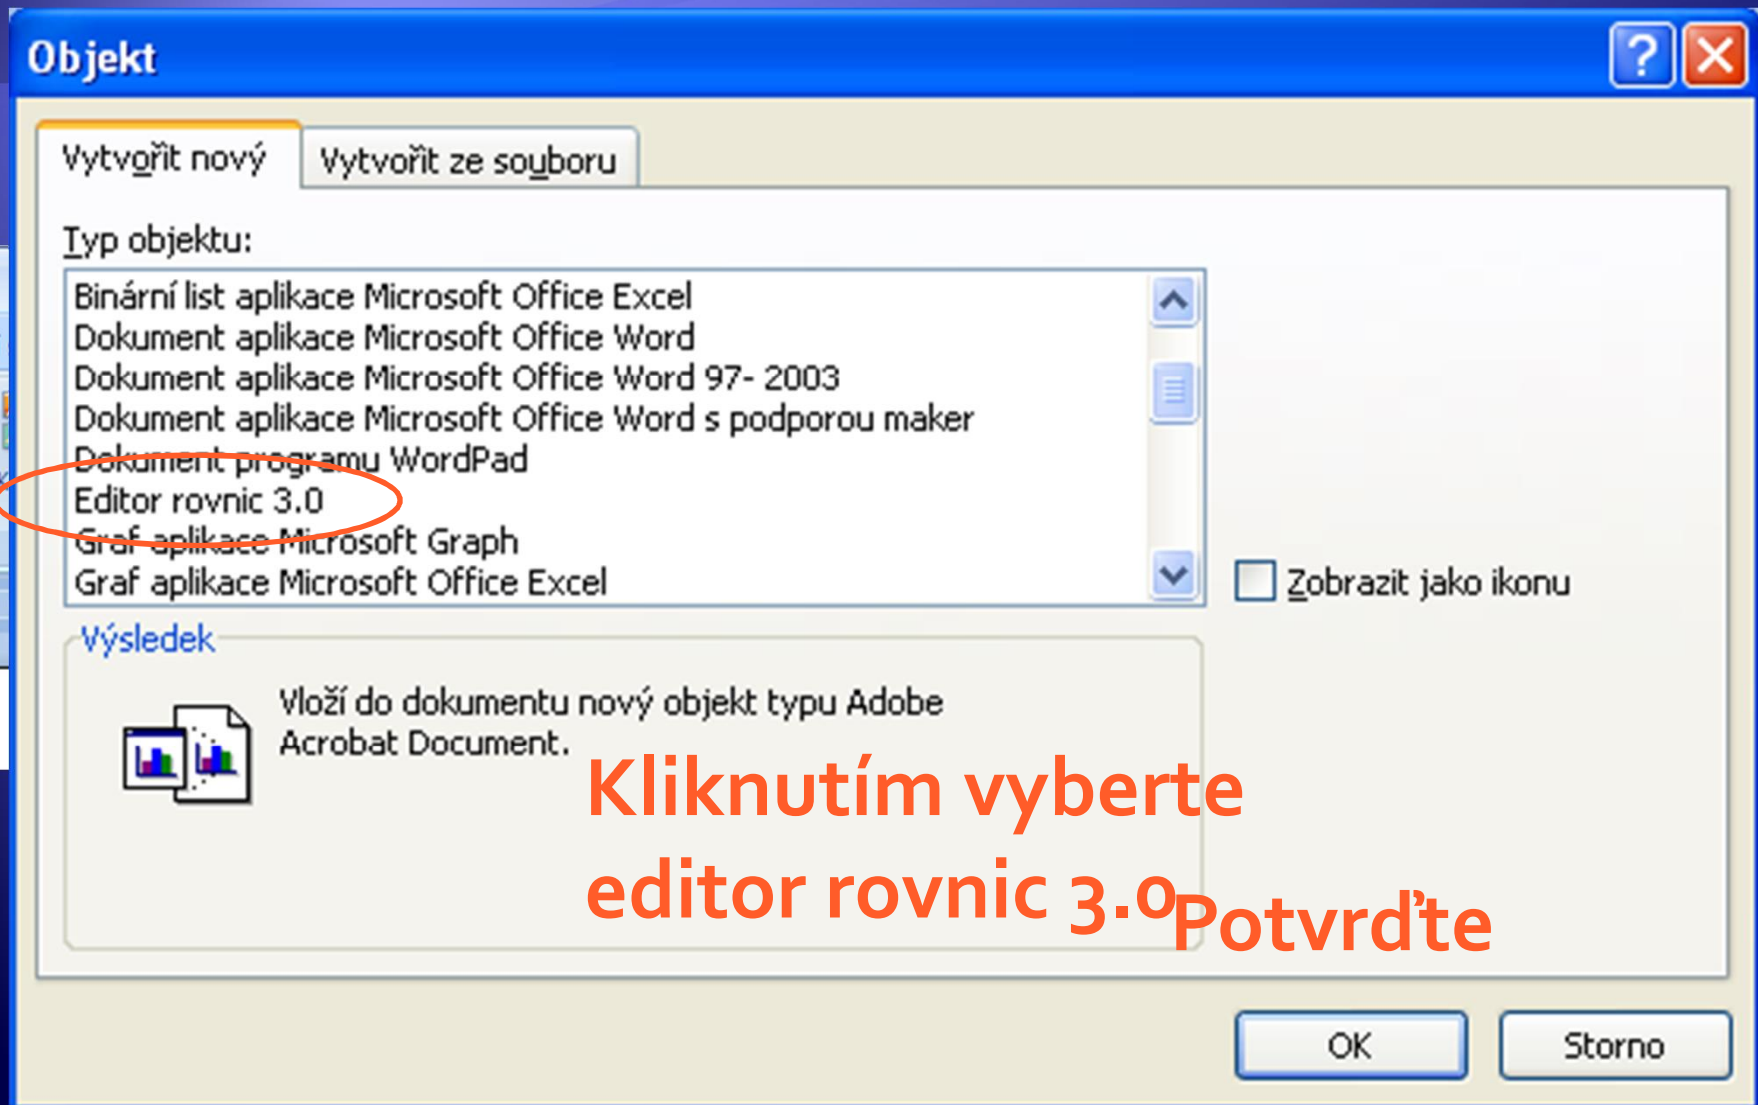 Objekt
Vytvořit nový
Vytvořit ze souboru
Typ objektu:
Binární list aplikace Microsoft Office Excel
Dokument aplikace Microsoft Office Word
Dokument aplikace Microsoft Office Word 97- 2003
Dokument aplikace Microsoft Office Word s podporou maker
Dokument programu WordPad
Editor rovnic 3.0
Graf aplikace Microsoft Graph
Graf aplikace Microsoft Office Excel
Zobrazit jako ikonu
Výsledek
Vloží do dokumentu nový objekt typu Adobe
Acrobat Document.
Kliknutím vyberte
editor rovnic 3.0
Potvrďte
OK
Storno